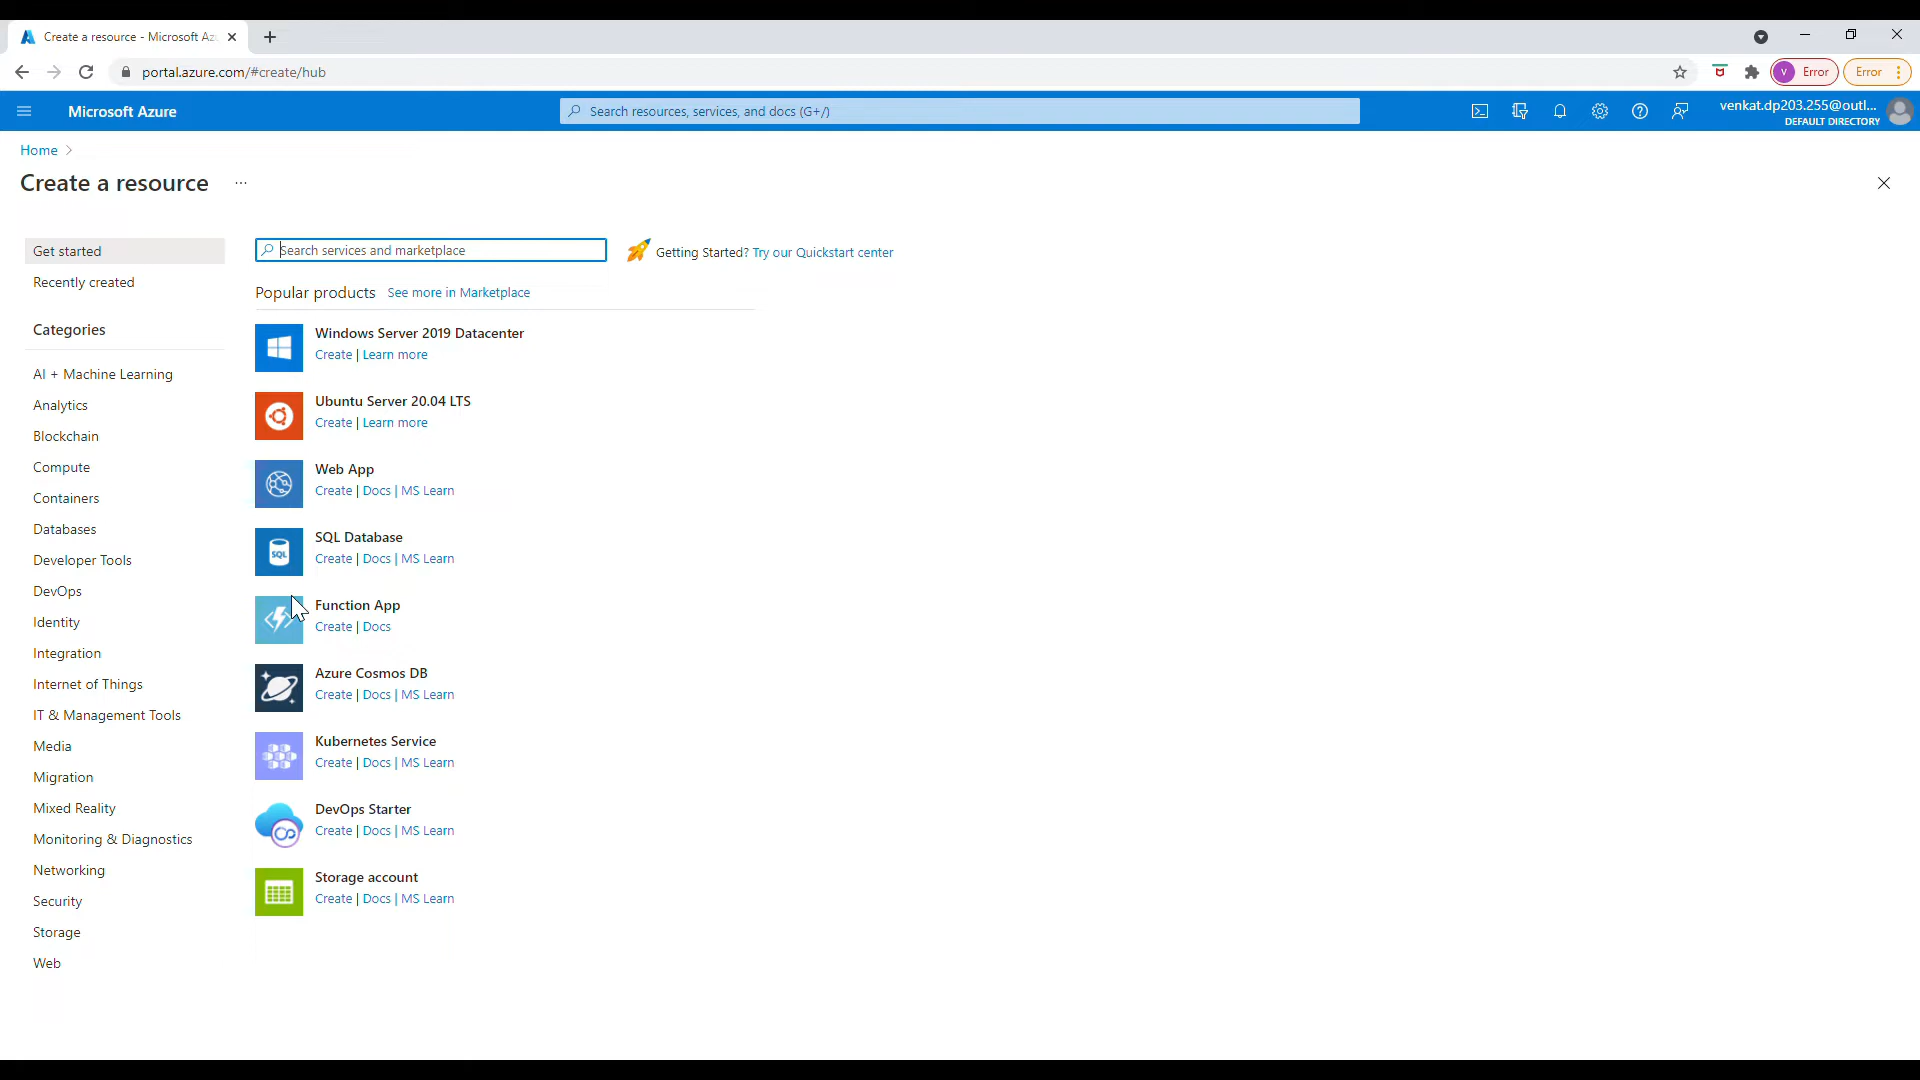 Create a resource - Microsoft Az
portal.azure.com/#create/hub
V Error
Error
Microsoft Azure
Search resources, services, and docs (G+/)
venkat.dp203.255@outl...
DEFAULT DIRECTORY
Home
Create a resource ...
Get started
Recently created
Categories
AI + Machine Learning
Analytics
Blockchain
Compute
Containers
Databases
Developer Tools
DevOps
Identity
Integration
Internet of Things
IT & Management Tools
Media
Migration
Mixed Reality
Monitoring & Diagnostics
Networking
Security
Storage
Web
Search services and marketplace
Getting Started? Try our Quickstart center
Popular products See more in Marketplace
Windows Server 2019 Datacenter
Create | Learn more
Ubuntu Server 20.04 LTS
Create | Learn more
Web App
Create | Docs | MS Learn
SQL
SQL Database
Create | Docs | MS Learn
Function App
Create | Docs
Azure Cosmos DB
Create | Docs | MS Learn
Kubernetes Service
Create | Docs | MS Learn
DevOps Starter
Create | Docs | MS Learn
Storage account
Create | Docs | MS Learn